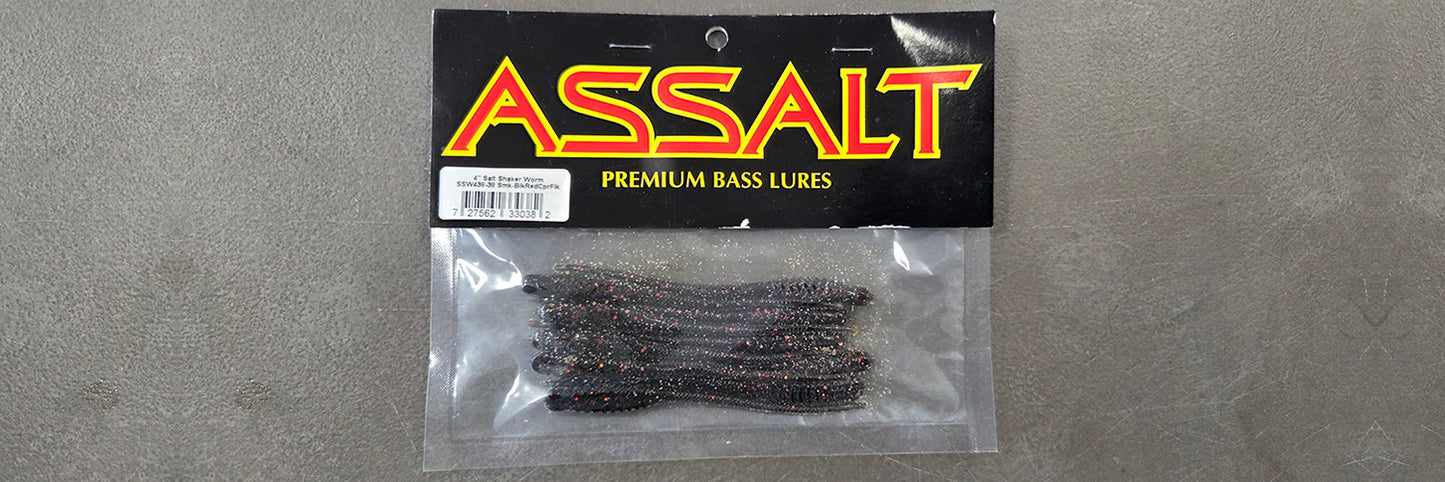 ASSALT
PREMIUM BASS LURES
4" Salt Shaker Worm
SSW438-38 Smk-BlkRedCprFlk
7 27562 33038 2